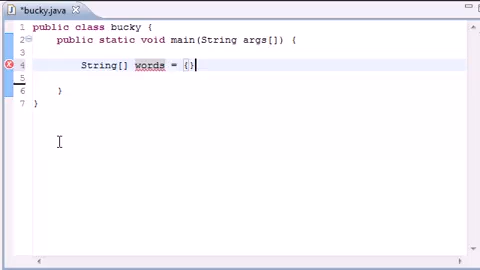 *bucky.java
1 public class bucky {
2 public static void main(String args[]) {
3
4 String[] words = {}
5
6 }
7 }